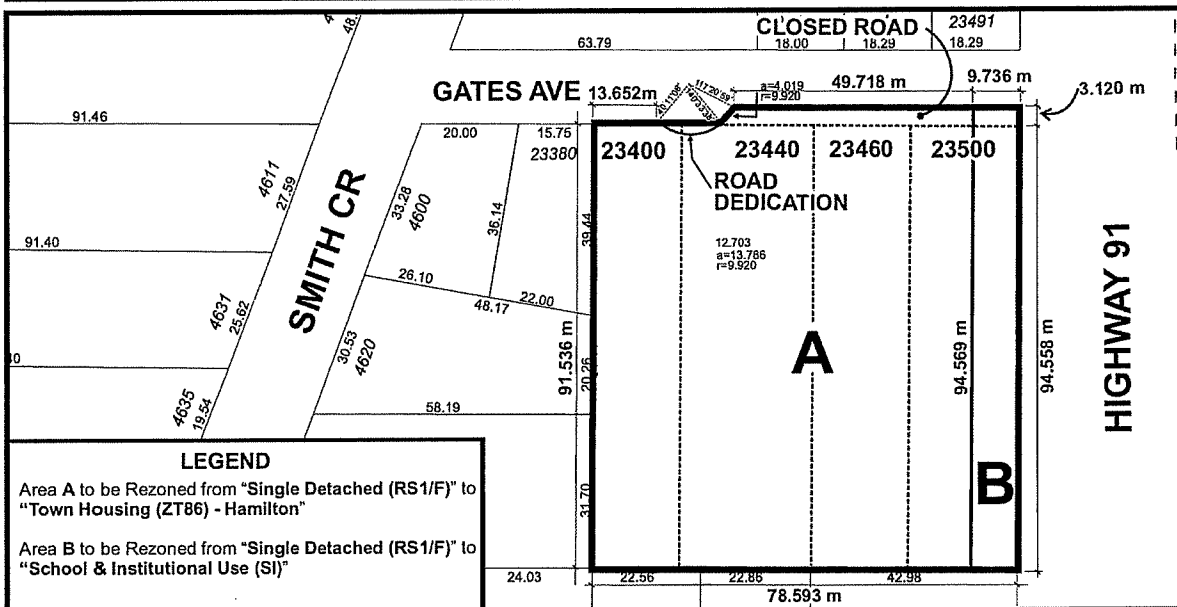 48.
63.79
18.00
18.29
23491
18.29
CLOSED ROAD
GATES AVE
13.652m
117°20'59"
a=4.019
r=9.920
49.718 m
9.736 m
3.120 m
91.46
20.00
15.75
23380
23400
23440
23460
23500
ROAD
DEDICATION
4611
27.59
SMITH CR
33.28
4600
36.14
39.44
12.703
a=13.786
r=9.920
91.40
26.10
48.17
22.00
4631
25.62
30.53
4620
91.536 m
20.26
A
94.569 m
94.558 m
HIGHWAY 91
4635
19.54
58.19
31.70
B
LEGEND
Area A to be Rezoned from "Single Detached (RS1/F)" to
"Town Housing (ZT86) - Hamilton"
Area B to be Rezoned from "Single Detached (RS1/F)" to
"School & Institutional Use (SI)"
24.03
22.56
22.86
42.98
78.593 m